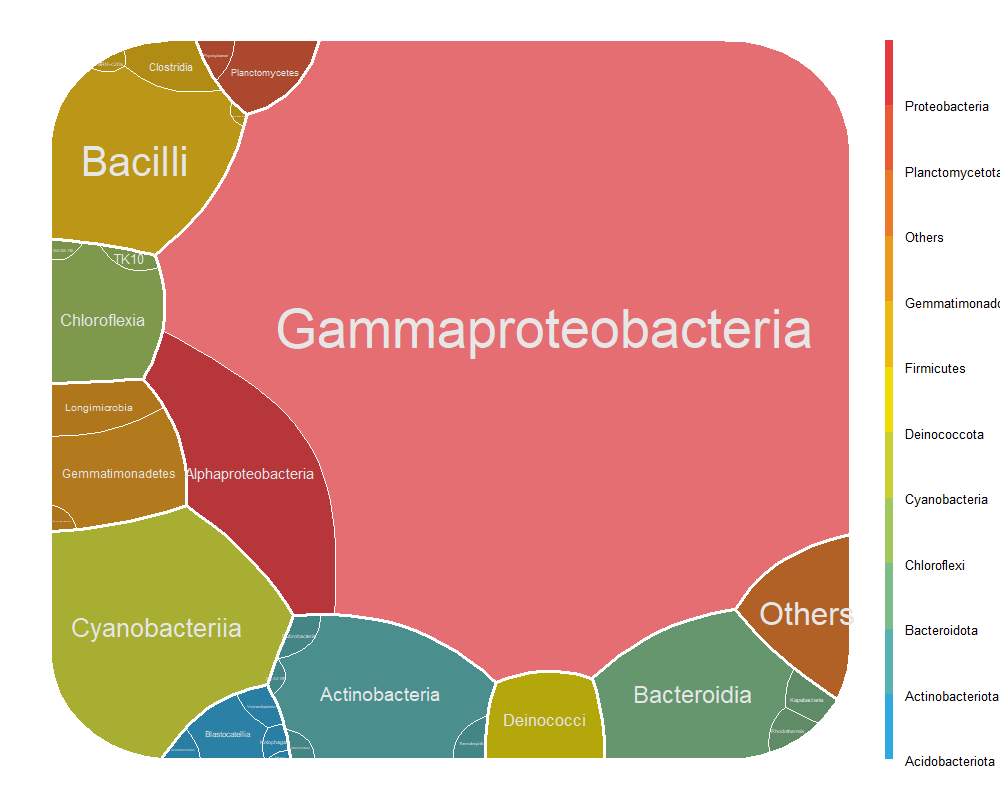 Clostridia
Planctomycetes
Bacilli
TK10
Chloroflexia
Gammaproteobacteria
Longimicrobia
Gemmatimonadetes
Alphaproteobacteria
Cyanobacteriia
Others
Actinobacteria
Bacteroidia
Kapabacteria
Deinococci
Rhodothermia
Blastocatellia
Proteobacteria
Planctomycetota
Others
Gemmatimonado
Firmicutes
Deinococcota
Cyanobacteria
Chloroflexi
Bacteroidota
Actinobacteriota
Acidobacteriota